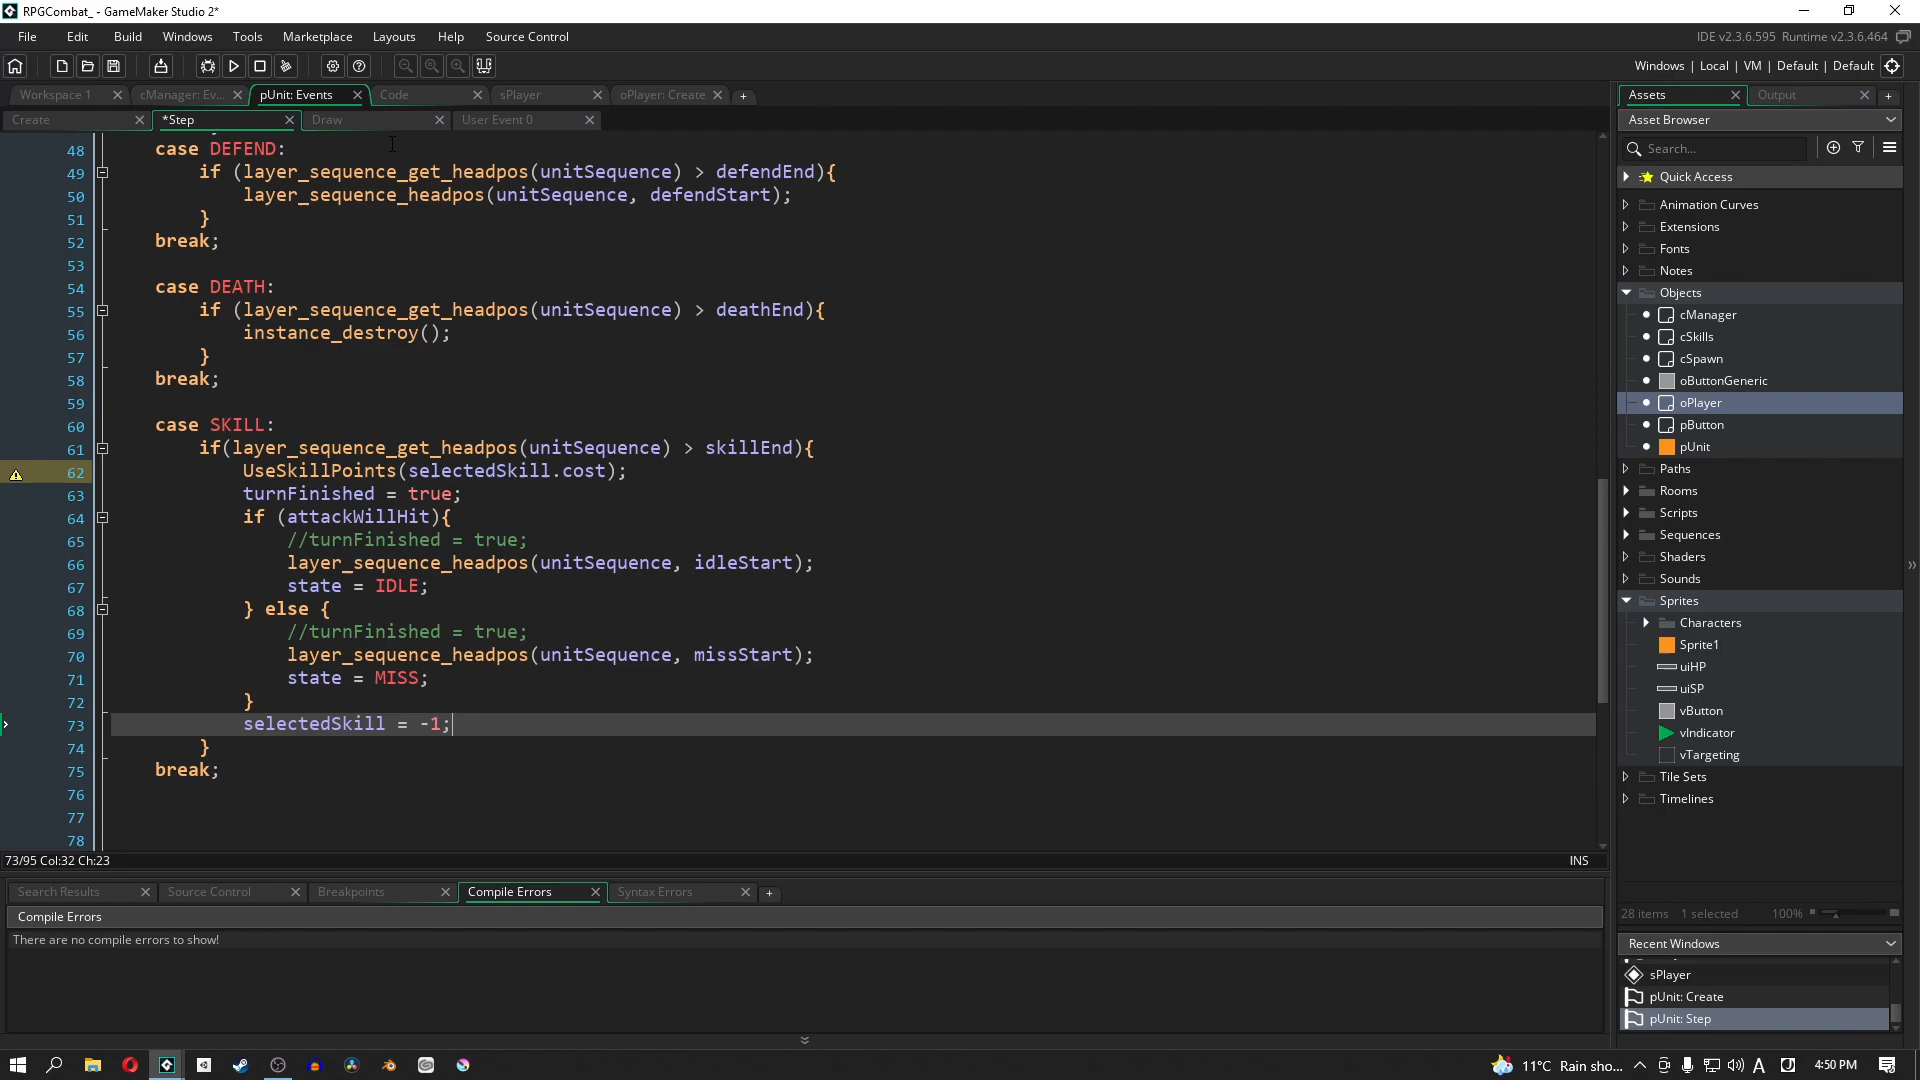 RPGCombat_ - GameMaker Studio 2*
File Edit Build Windows Tools Marketplace Layouts Help Source Control
IDE v2.3.6.595 Runtime v2.3.6.464
Windows | Local | VM | Default | Default
Workspace 1 cManager: Ev... pUnit: Events Code sPlayer oPlayer: Create +
Create *Step Draw User Event 0
48 case DEFEND:
49 if (layer_sequence_get_headpos(unitSequence) > defendEnd){
50 layer_sequence_headpos(unitSequence, defendStart);
51 }
52 break;
53
54 case DEATH:
55 if (layer_sequence_get_headpos(unitSequence) > deathEnd){
56 instance_destroy();
57 }
58 break;
59
60 case SKILL:
61 if(layer_sequence_get_headpos(unitSequence) > skillEnd){
62 UseSkillPoints(selectedSkill.cost);
63 turnFinished = true;
64 if (attackWillHit){
65 //turnFinished = true;
66 layer_sequence_headpos(unitSequence, idleStart);
67 state = IDLE;
68 } else {
69 //turnFinished = true;
70 layer_sequence_headpos(unitSequence, missStart);
71 state = MISS;
72 }
73 selectedSkill = -1;
74 }
75 break;
76
77
78
73/95 Col:32 Ch:23 INS
Search Results Source Control Breakpoints Compile Errors Syntax Errors +
Compile Errors
There are no compile errors to show!
Assets Output +
Asset Browser
Search...
Quick Access
Animation Curves
Extensions
Fonts
Notes
Objects
cManager
cSkills
cSpawn
oButtonGeneric
oPlayer
pButton
pUnit
Paths
Rooms
Scripts
Sequences
Shaders
Sounds
Sprites
Characters
Sprite1
uiHP
uiSP
vButton
vIndicator
vTargeting
Tile Sets
Timelines
28 items 1 selected 100%
Recent Windows
sPlayer
pUnit: Create
pUnit: Step
11°C Rain sho... A 4:50 PM